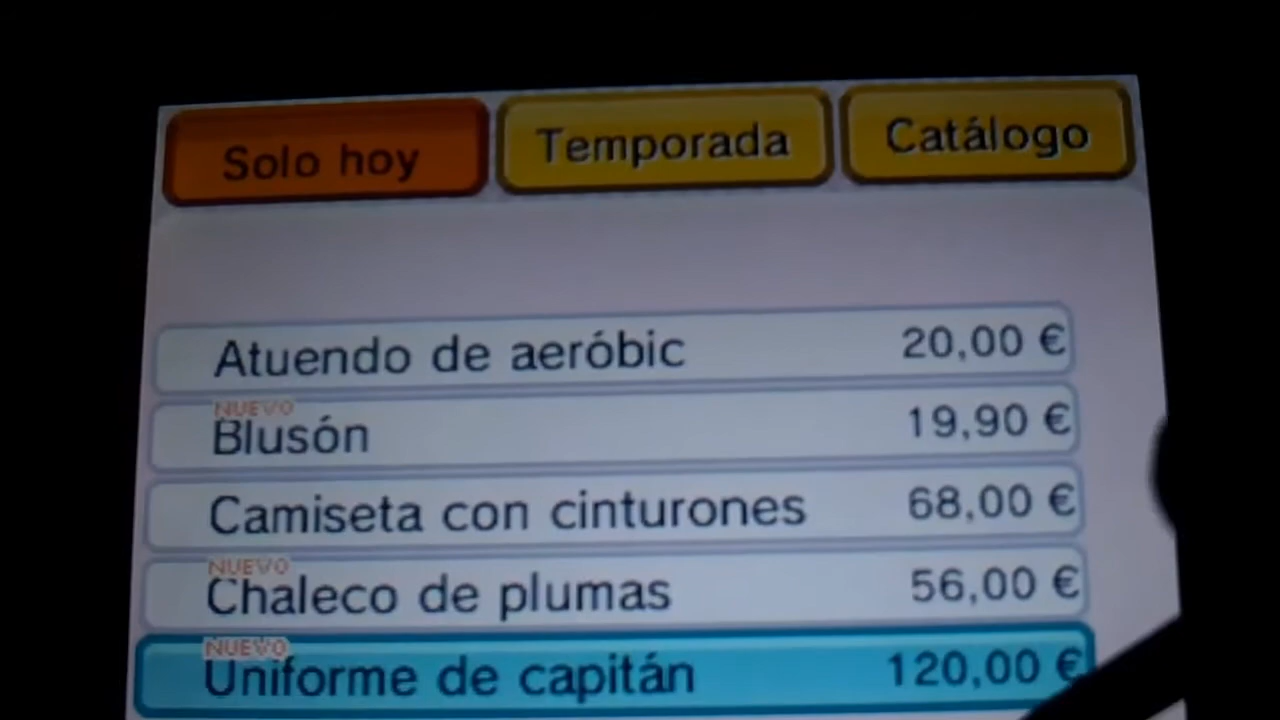 Solo hoy Temporada Catálogo
Atuendo de aeróbic 20,00 €
NUEVO
Blusón 19,90 €
Camiseta con cinturones 68,00 €
NUEVO
Chaleco de plumas 56,00 €
NUEVO
Uniforme de capitán 120,00 €